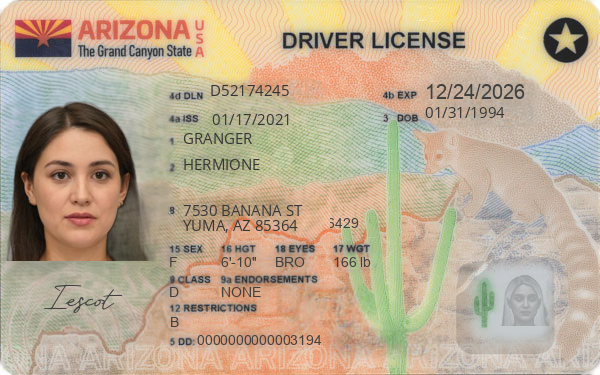 ARIZONA USA
The Grand Canyon State
DRIVER LICENSE
4d DLN D52174245
4b EXP 12/24/2026
4a ISS 01/17/2021
3 DOB 01/31/1994
1 GRANGER
2 HERMIONE
8 7530 BANANA ST
YUMA, AZ 85364 6429
15 SEX 16 HGT 18 EYES 17 WGT
F 6'-10" BRO 166 lb
9 CLASS 9a ENDORSEMENTS
D NONE
12 RESTRICTIONS
B
5 DD: 0000000000003194
Iescot
ARIZONA ARIZONA ARIZONA ARIZONA